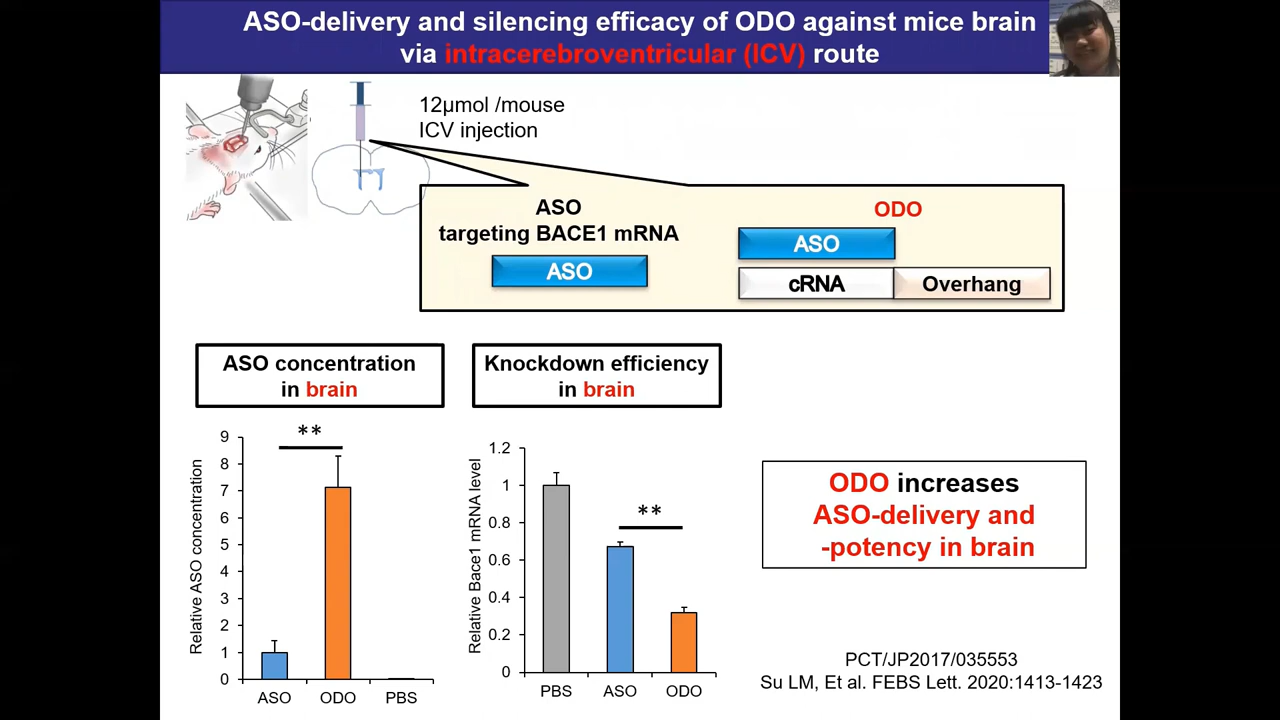 ASO-delivery and silencing efficacy of ODO against mice brain
via intracerebroventricular (ICV) route
12μmol /mouse
ICV injection
ASO
targeting BACE1 mRNA
ASO
ODO
ASO
cRNA
Overhang
ASO concentration
in brain
Relative ASO concentration
9
8
7
6
5
4
3
2
1
0
**
ASO
ODO
PBS
Knockdown efficiency
in brain
Relative Bace1 mRNA level
1.2
1
0.8
0.6
0.4
0.2
0
**
PBS
ASO
ODO
ODO increases
ASO-delivery and
-potency in brain
PCT/JP2017/035553
Su LM, Et al. FEBS Lett. 2020:1413-1423